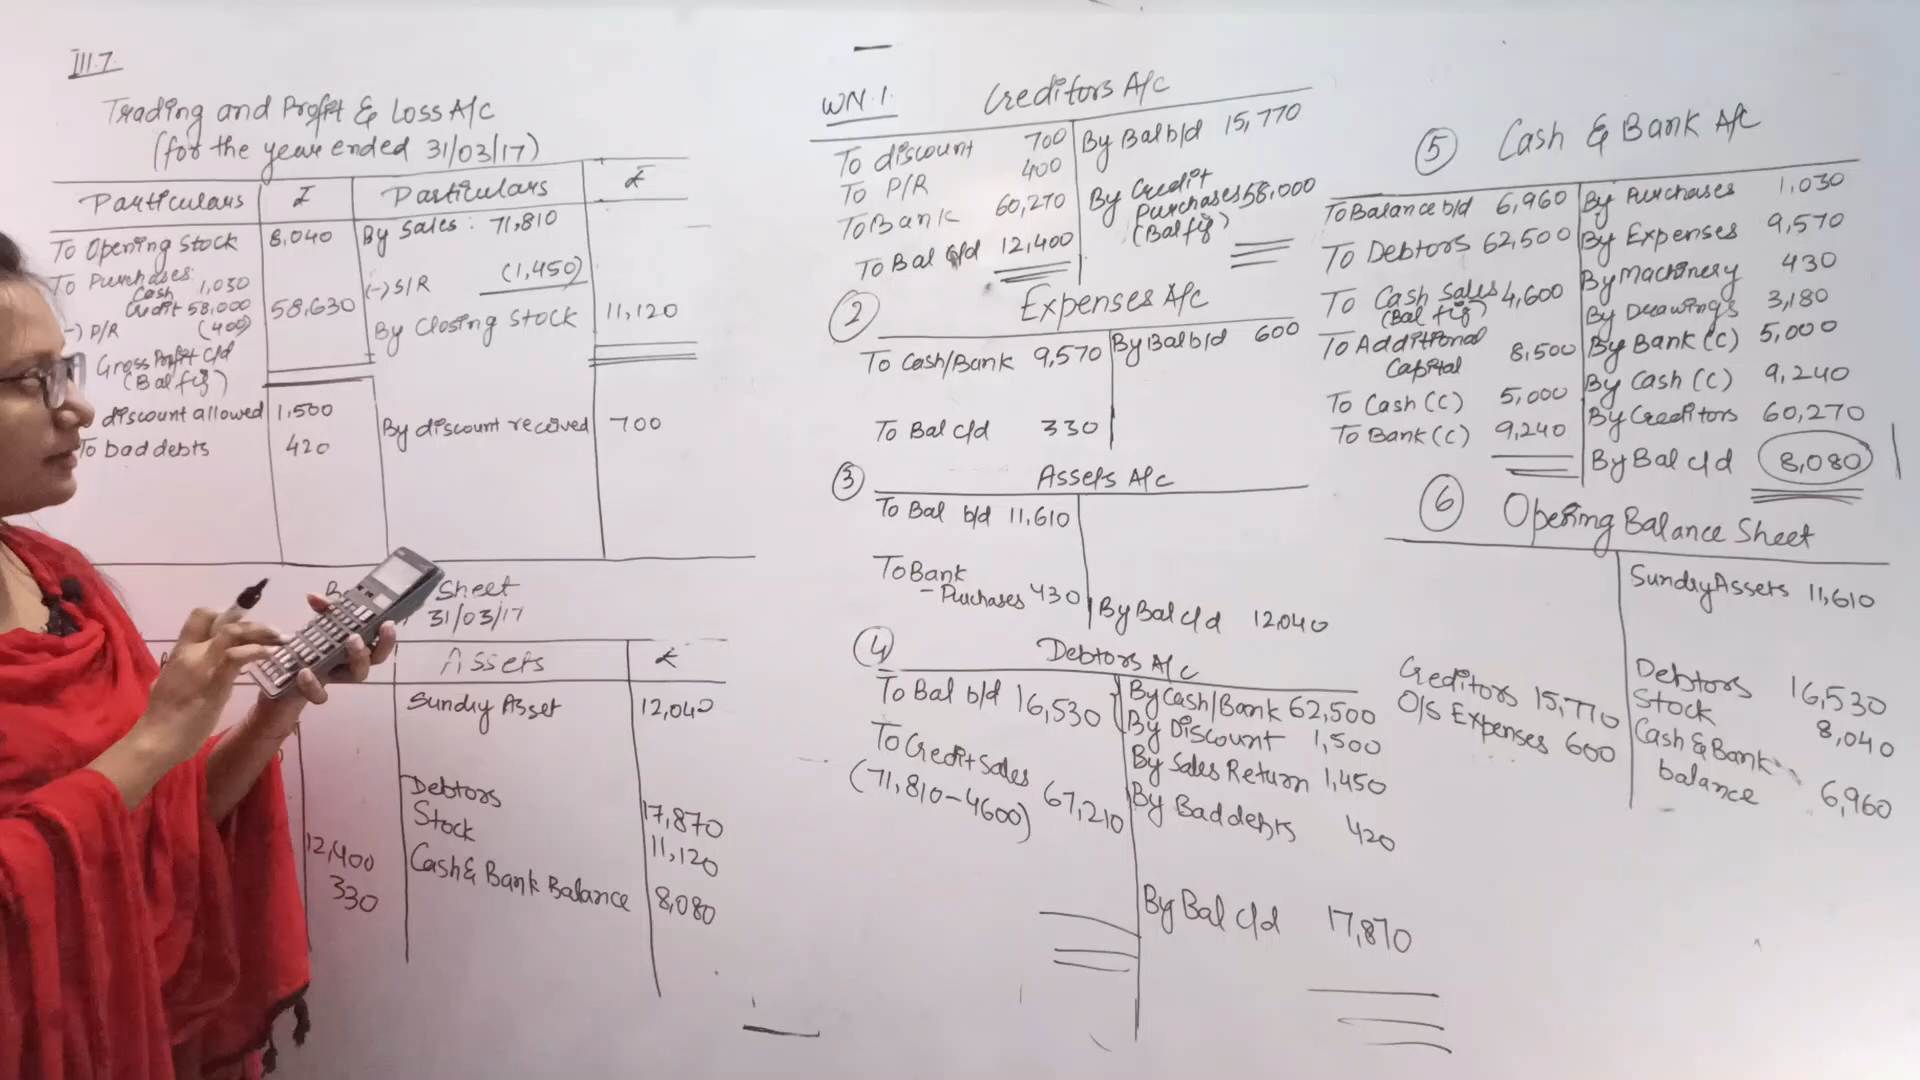 III.7.
Trading and Profit & Loss A/c
(for the year ended 31/03/17)
Particulars ₹ Particulars ₹
To Opening Stock 8,040 By Sales: 71,810
To Purchases
Cash 1,030 (-) S/R (1,450)
Credit 58,000 58,630
(-) P/R (400) By Closing Stock 11,120
Gross Profit c/d
(Bal fig)
discount allowed 1,500 By discount received 700
To bad debts 420
Sheet
31/03/17
Assets ₹
Sundry Asset 12,040
Debtors 17,870
Stock 11,120
12,400 Cash & Bank Balance 8,080
330
WN.1. Creditors A/c
To discount 700 By Bal b/d 15,770
To P/R 400
To Bank 60,270 By Credit
Purchases 58,000
(Bal fig)
To Bal c/d 12,400
② Expenses A/c
To Cash/Bank 9,570 By Bal b/d 600
To Bal c/d 330
③ Assets A/c
To Bal b/d 11,610
To Bank
- Purchases 430 By Bal c/d 12,040
④ Debtors A/c
To Bal b/d 16,530 By Cash/Bank 62,500
By Discount 1,500
To Credit Sales By Sales Return 1,450
(71,810-4600) 67,210 By Bad debts 420
By Bal c/d 17,870
⑤ Cash & Bank A/c
To Balance b/d 6,960 By Purchases 1,030
To Debtors 62,500 By Expenses 9,570
To Cash Sales 4,600 By Machinery 430
(Bal fig) By Drawings 3,180
To Additional
Capital 8,500 By Bank (C) 5,000
To Cash (C) 5,000 By Cash (C) 9,240
To Bank (C) 9,240 By Creditors 60,270
By Bal c/d 8,080
⑥ Opening Balance Sheet
Sundry Assets 11,610
Creditors 15,770 Debtors 16,530
O/S Expenses 600 Stock 8,040
Cash & Bank
balance 6,960